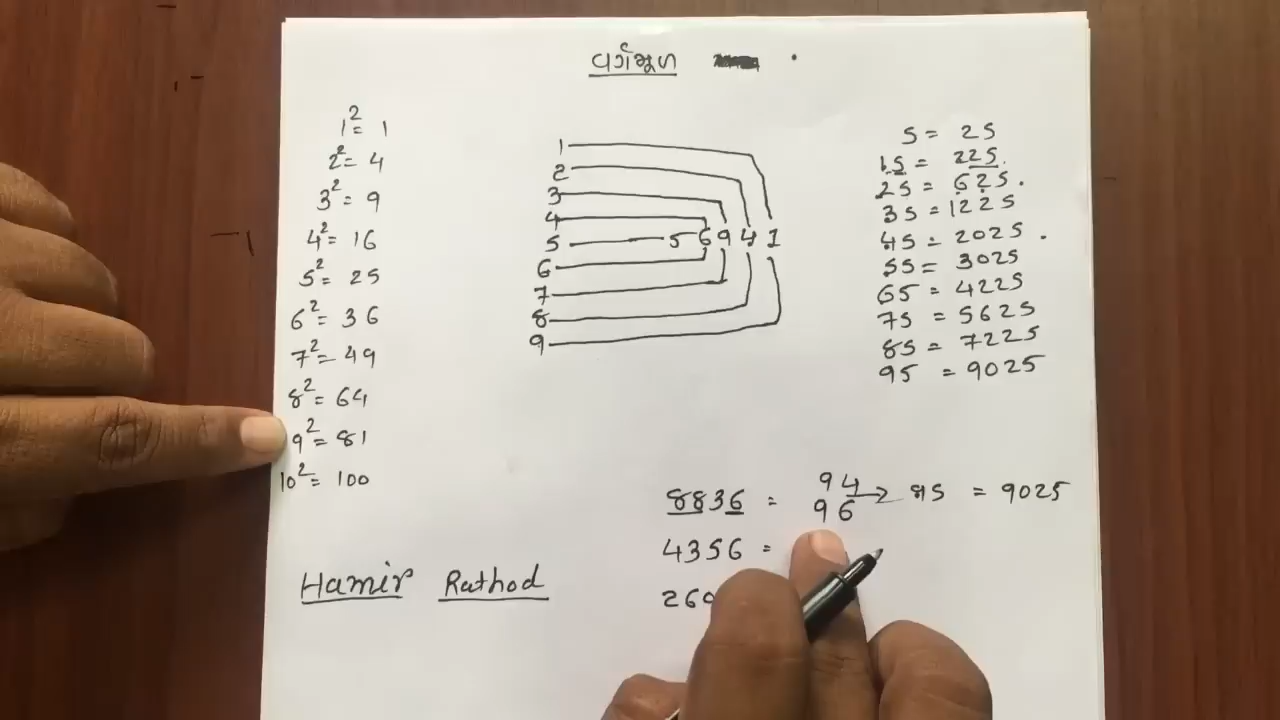 વર્ગમૂળ
1² = 1
2² = 4
3² = 9
4² = 16
5² = 25
6² = 36
7² = 49
8² = 64
9² = 81
10² = 100
1
2
3
4
5 5 6 9 4 1
6
7
8
9
5 = 25
15 = 225.
25 = 625.
35 = 1225
45 = 2025.
55 = 3025
65 = 4225
75 = 5625
85 = 7225
95 = 9025
8836 = 94
96 → 95 = 9025
4356 =
Hamir Rathod